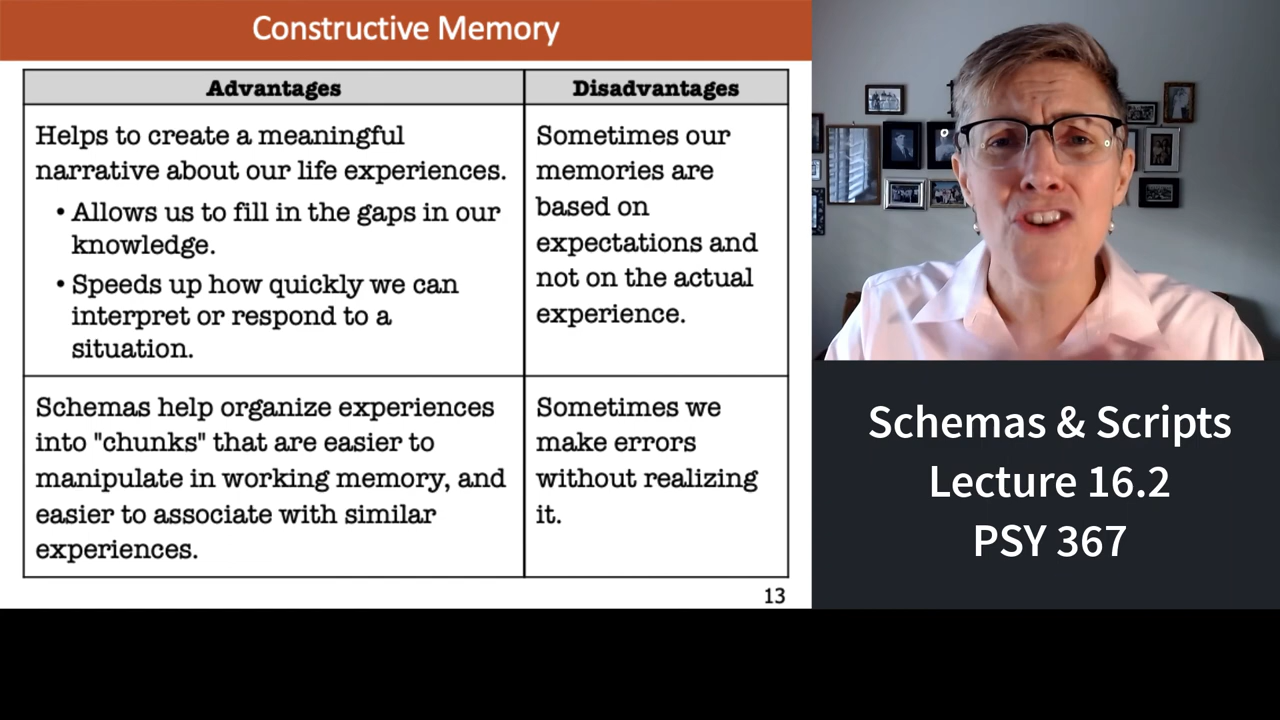 Constructive Memory
Advantages
Disadvantages
Helps to create a meaningful
narrative about our life experiences.
• Allows us to fill in the gaps in our
knowledge.
• Speeds up how quickly we can
interpret or respond to a
situation.
Sometimes our
memories are
based on
expectations and
not on the actual
experience.
Schemas help organize experiences
into "chunks" that are easier to
manipulate in working memory, and
easier to associate with similar
experiences.
Sometimes we
make errors
without realizing
it.
13
Schemas & Scripts
Lecture 16.2
PSY 367